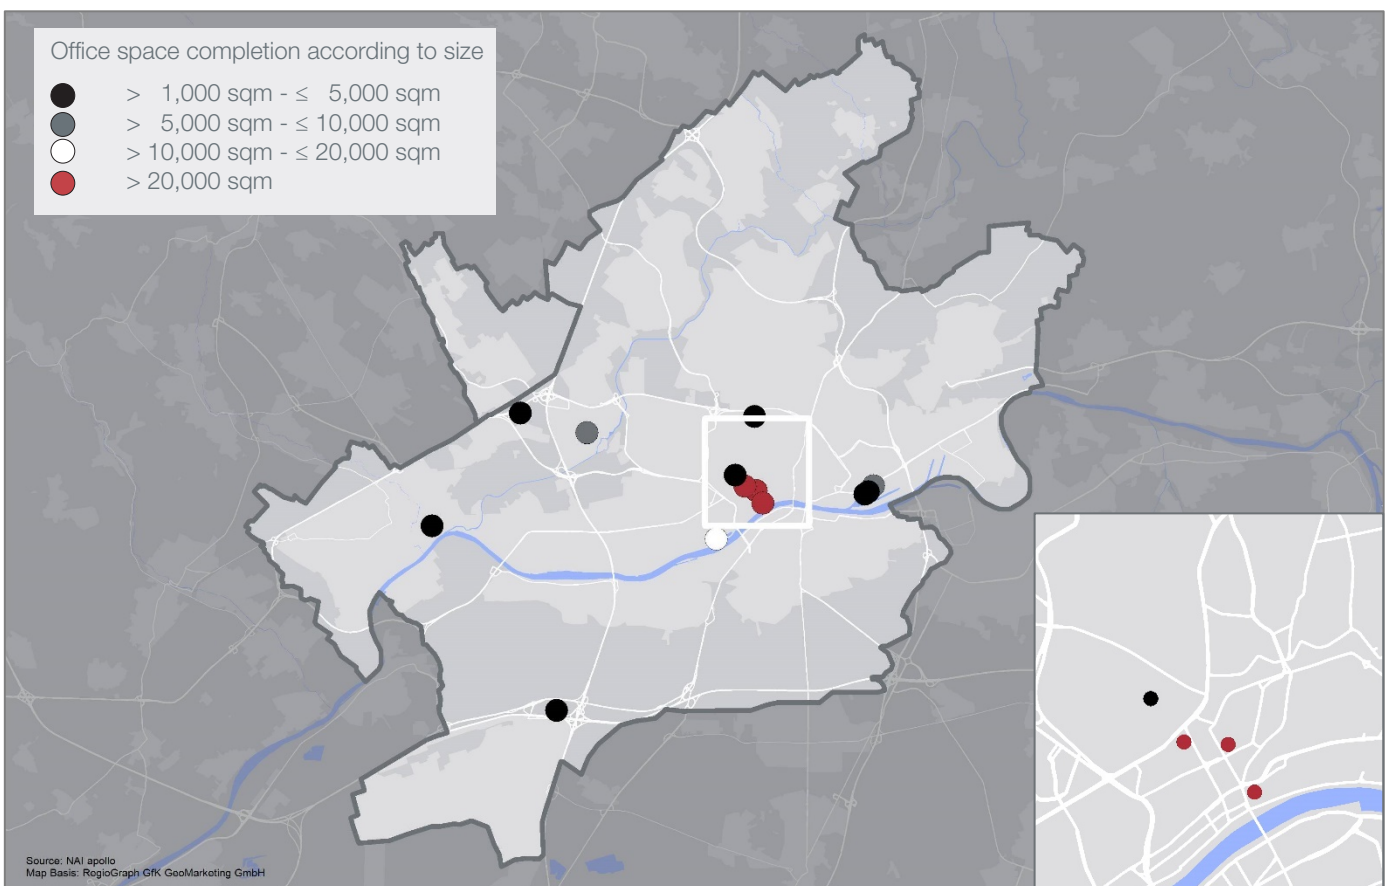 Office space completion according to size
> 1,000 sqm - ≤ 5,000 sqm
> 5,000 sqm - ≤ 10,000 sqm
> 10,000 sqm - ≤ 20,000 sqm
> 20,000 sqm
Source: NAI apollo
Map Basis: RegioGraph GfK GeoMarketing GmbH